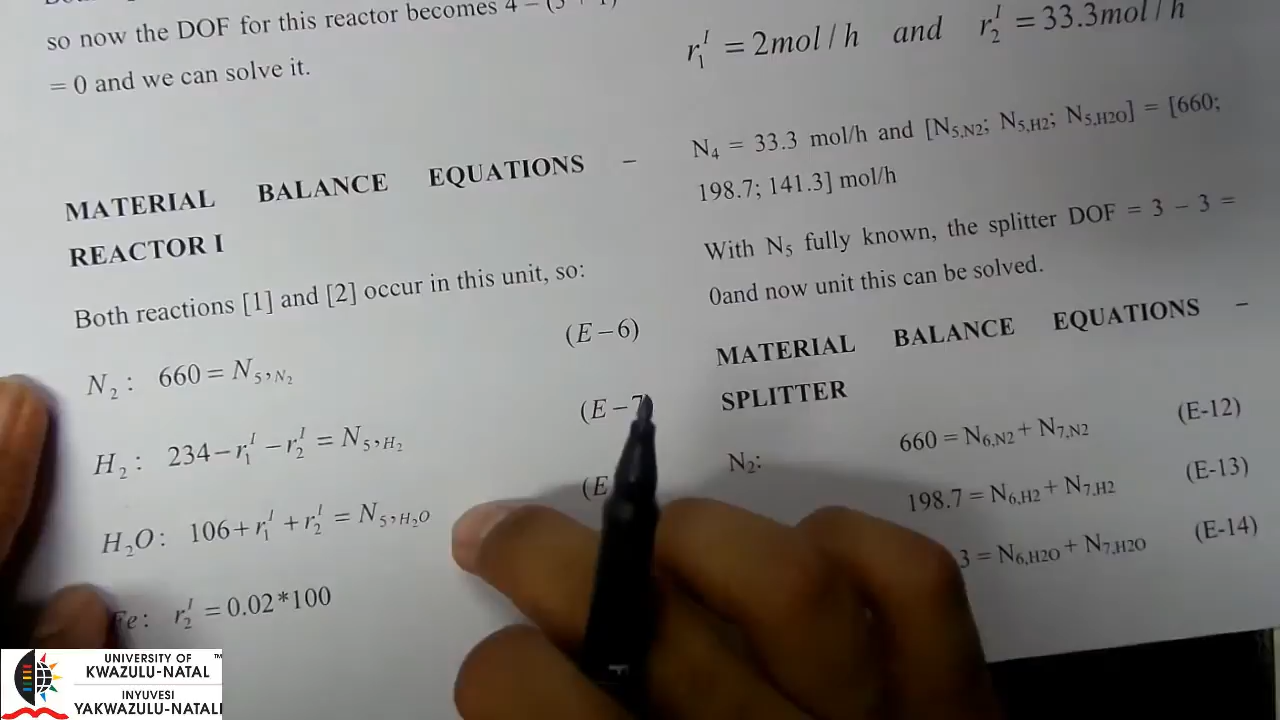 so now the DOF for this reactor becomes 4 –
= 0 and we can solve it.
MATERIAL BALANCE EQUATIONS –
REACTOR I
Both reactions [1] and [2] occur in this unit, so:
(E – 6)
N₂ : 660 = N₅,N₂
(E – 7
H₂ : 234 – r₁ᴵ – r₂ᴵ = N₅,H₂
(E
H₂O : 106 + r₁ᴵ + r₂ᴵ = N₅,H₂O
Fe : r₂ᴵ = 0.02 * 100
r₁ᴵ = 2mol / h and r₂ᴵ = 33.3mol / h
N₄ = 33.3 mol/h and [N₅,N2; N₅,H2; N₅,H2O] = [660;
198.7; 141.3] mol/h
With N₅ fully known, the splitter DOF = 3 – 3 =
0and now unit this can be solved.
MATERIAL BALANCE EQUATIONS –
SPLITTER
660 = N₆,N2 + N₇,N2 (E-12)
N₂:
198.7 = N₆,H2 + N₇,H2 (E-13)
3 = N₆,H2O + N₇,H2O (E-14)
UNIVERSITY OF ™
KWAZULU-NATAL
INYUVESI
YAKWAZULU-NATALI